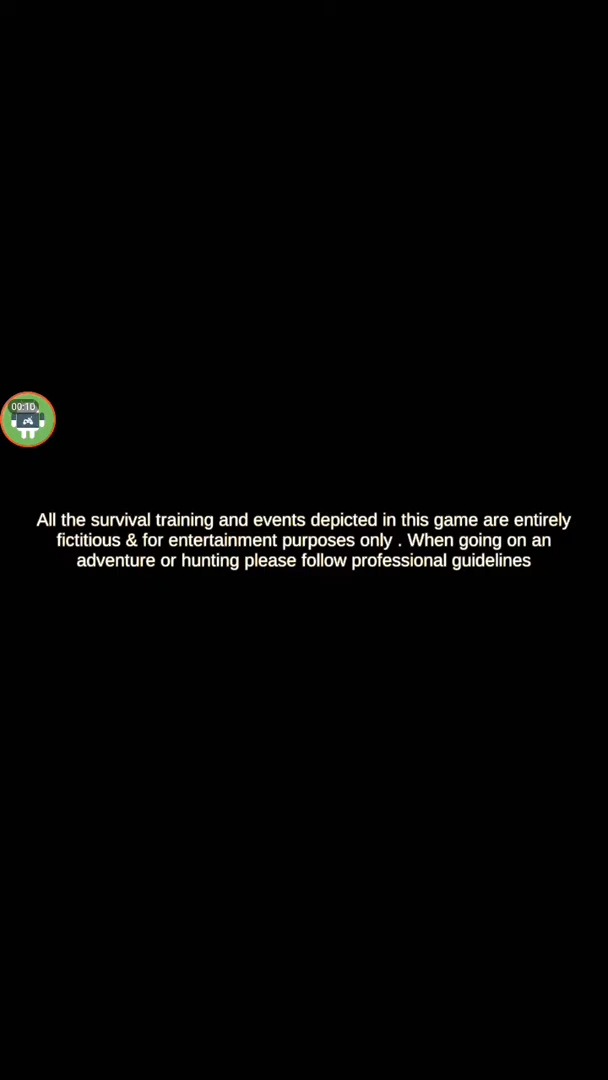 00:10
All the survival training and events depicted in this game are entirely
fictitious & for entertainment purposes only . When going on an
adventure or hunting please follow professional guidelines